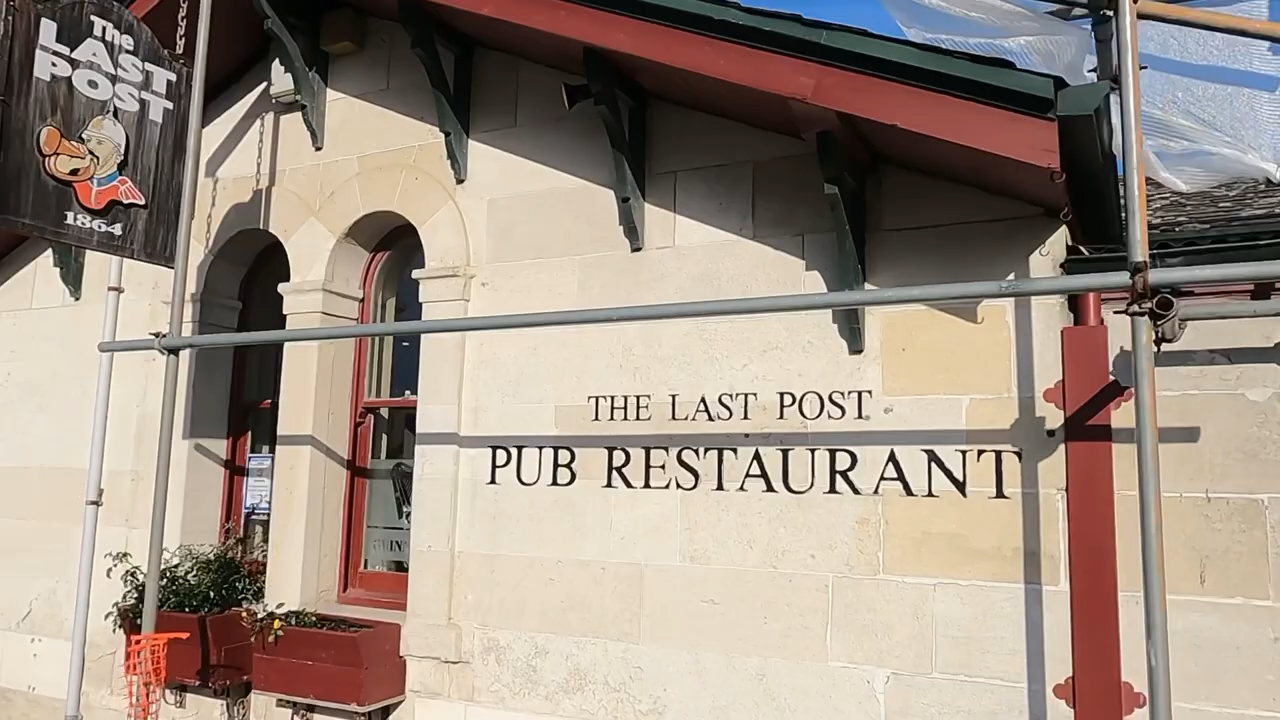 The
LAST
POST
1864
THE LAST POST
PUB RESTAURANT